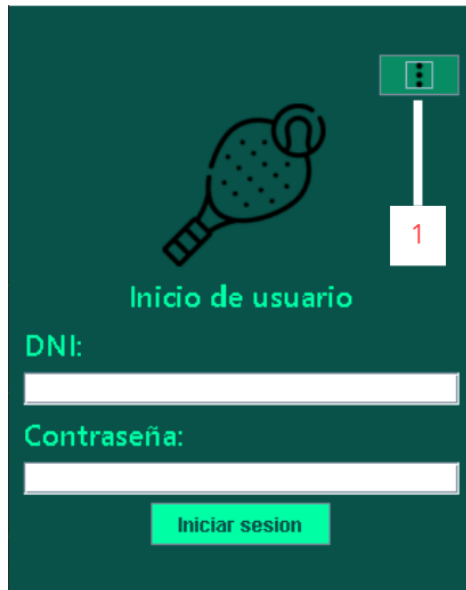 1
Inicio de usuario
DNI:
Contraseña:
Iniciar sesion